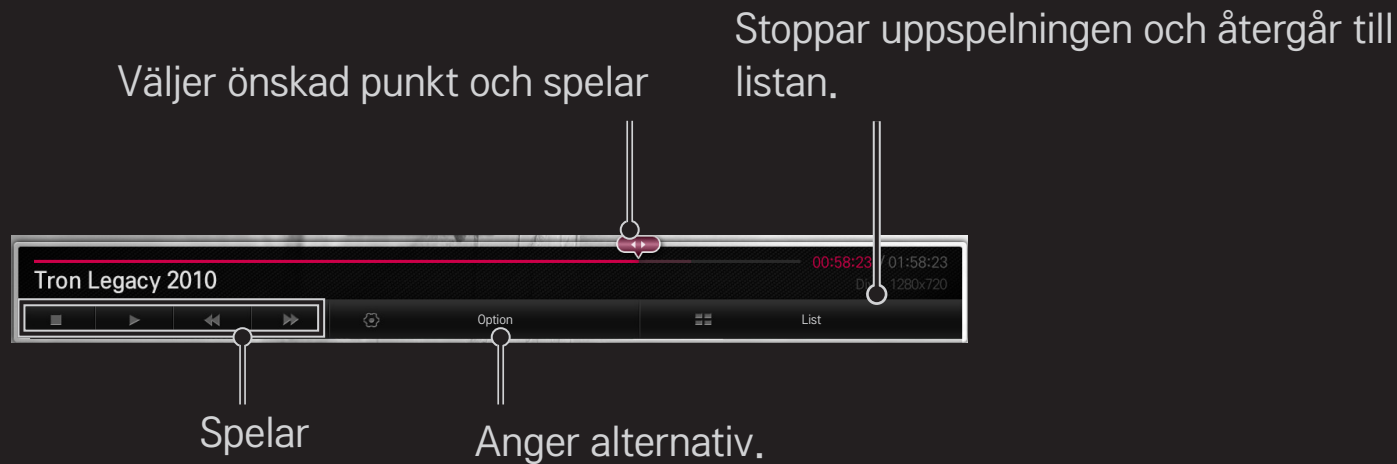 Stoppar uppspelningen och återgår till
listan.
Väljer önskad punkt och spelar
00:58:23 / 01:58:23
Tron Legacy 2010
1280x720
Option
List
Spelar
Anger alternativ.